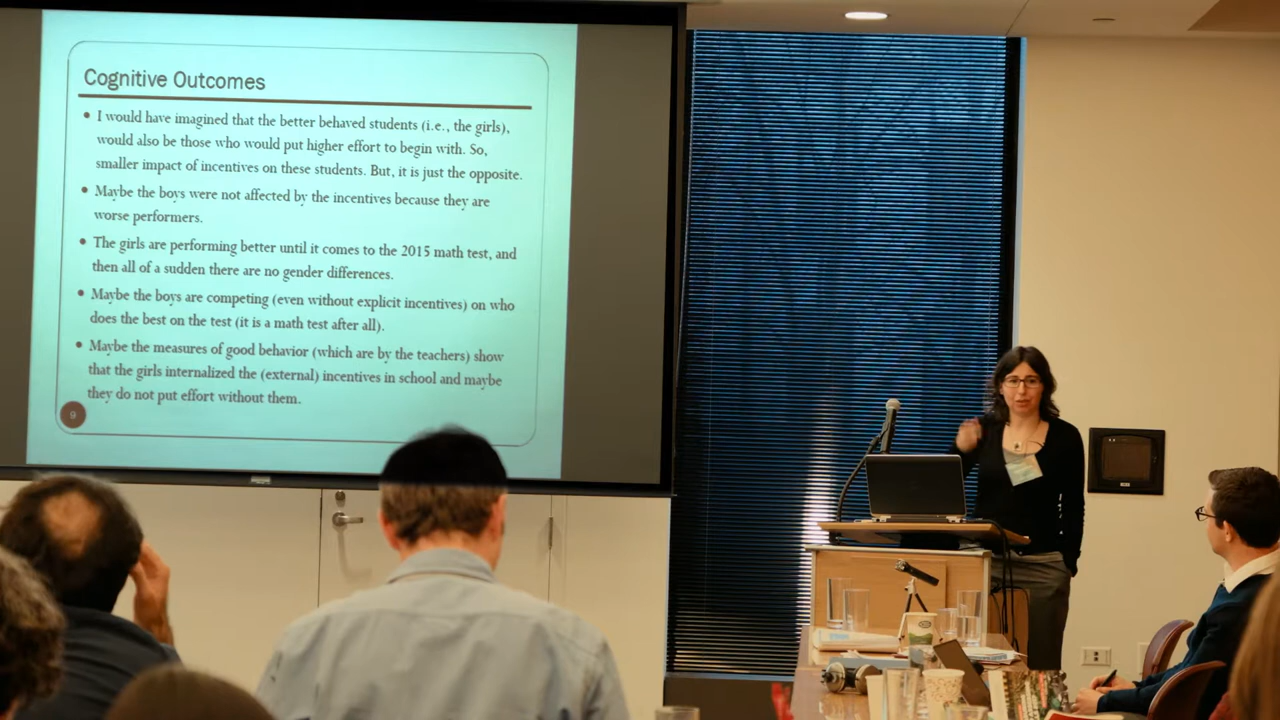 Cognitive Outcomes
• I would have imagined that the better behaved students (i.e., the girls),
would also be those who would put higher effort to begin with. So,
smaller impact of incentives on these students. But, it is just the opposite.
• Maybe the boys were not affected by the incentives because they are
worse performers.
• The girls are performing better until it comes to the 2015 math test, and
then all of a sudden there are no gender differences.
• Maybe the boys are competing (even without explicit incentives) on who
does the best on the test (it is a math test after all).
• Maybe the measures of good behavior (which are by the teachers) show
that the girls internalized the (external) incentives in school and maybe
they do not put effort without them.
9